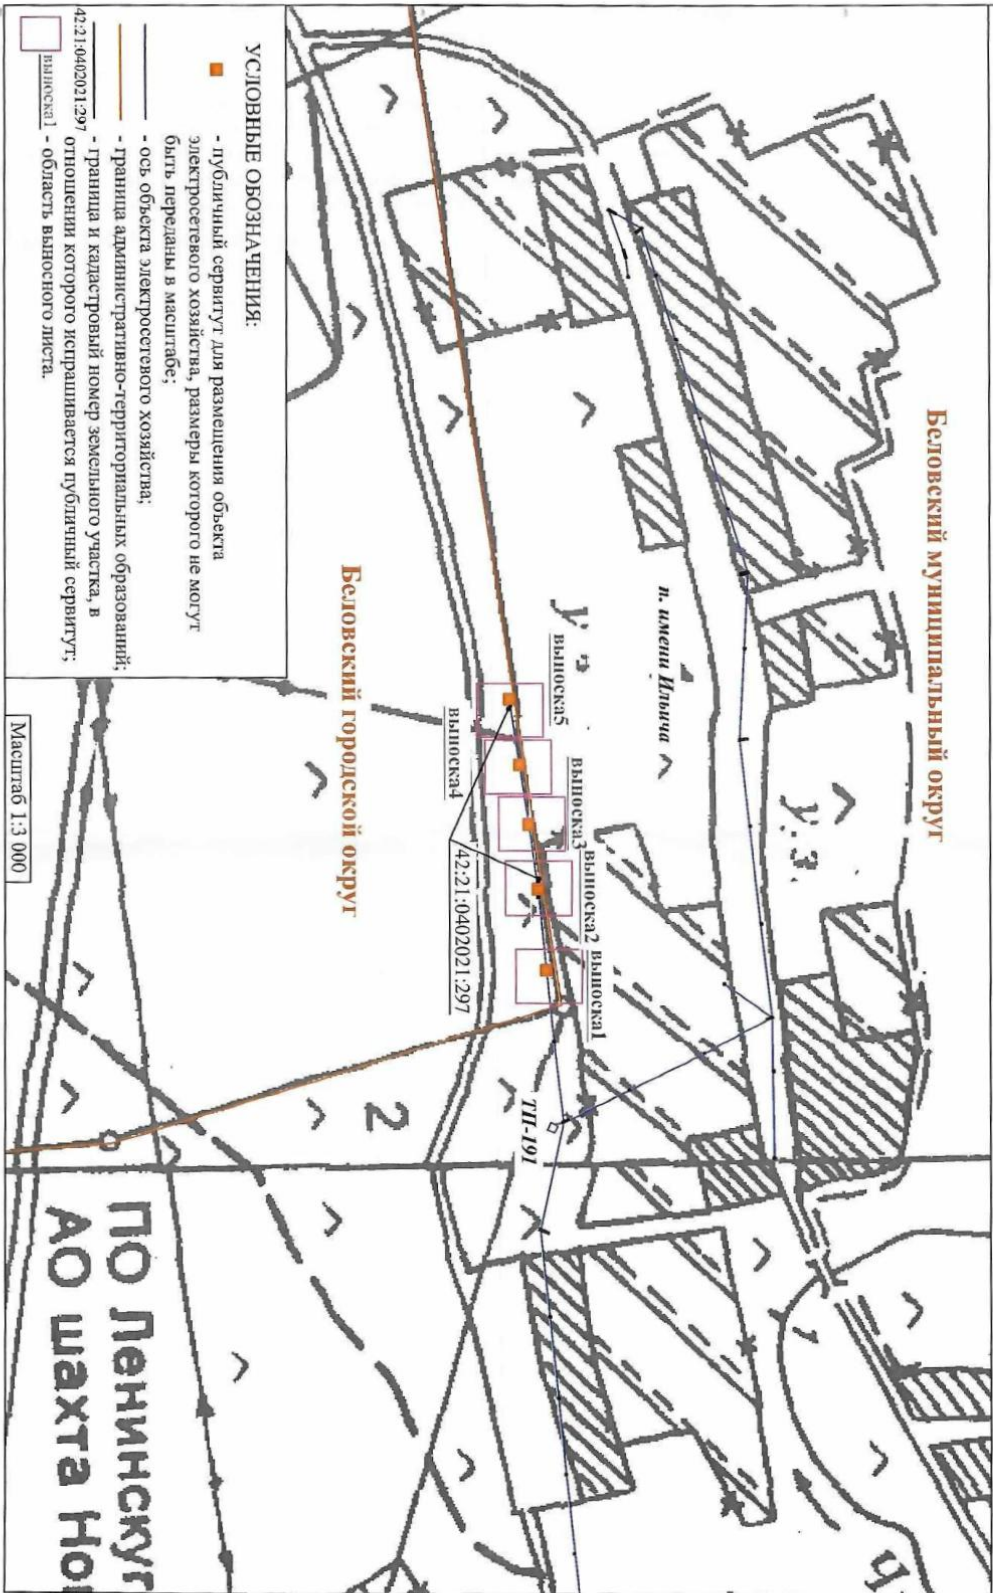 Беловский муниципальный округ
у. з.
п. имени Ильича
у з
выноска5
выноска3
выноска2
выноска1
выноска4
42:21:0402021:297
ТП-191
Беловский городской округ
2
ПО Ленинскуг
АО шахта Но
УСЛОВНЫЕ ОБОЗНАЧЕНИЯ:
- публичный сервитут для размещения объекта
электросетевого хозяйства, размеры которого не могут
быть переданы в масштабе;
- ось объекта электросетевого хозяйства;
- граница административно-территориальных образований;
42:21:0402021:297 - граница и кадастровый номер земельного участка, в
отношении которого испрашивается публичный сервитут;
выноска1 - область выносного листа.
Масштаб 1:3 000